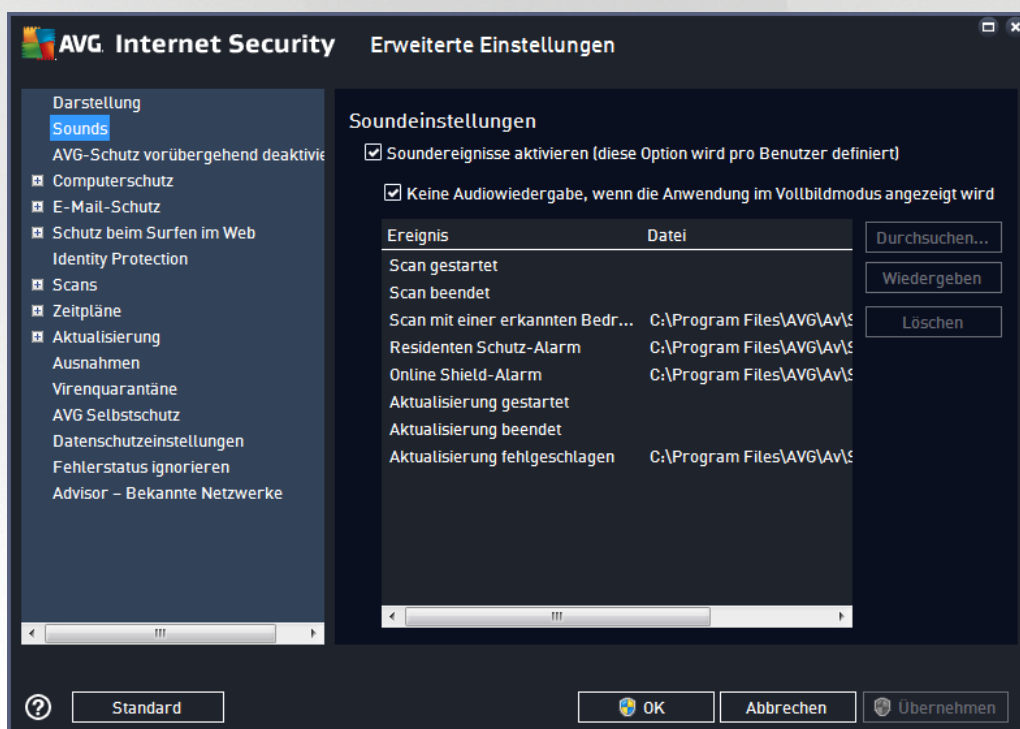 AVG. Internet Security
Erweiterte Einstellungen
Darstellung
Sounds
AVG-Schutz vorübergehend deaktivie
Computerschutz
E-Mail-Schutz
Schutz beim Surfen im Web
Identity Protection
Scans
Zeitpläne
Aktualisierung
Ausnahmen
Virenquarantäne
AVG Selbstschutz
Datenschutzeinstellungen
Fehlerstatus ignorieren
Advisor – Bekannte Netzwerke
Soundeinstellungen
Soundereignisse aktivieren (diese Option wird pro Benutzer definiert)
Keine Audiowiedergabe, wenn die Anwendung im Vollbildmodus angezeigt wird
Ereignis Datei
Scan gestartet
Scan beendet
Scan mit einer erkannten Bedr... C:\Program Files\AVG\Av\S
Residenten Schutz-Alarm C:\Program Files\AVG\Av\S
Online Shield-Alarm C:\Program Files\AVG\Av\S
Aktualisierung gestartet
Aktualisierung beendet
Aktualisierung fehlgeschlagen C:\Program Files\AVG\Av\S
Durchsuchen...
Wiedergeben
Löschen
? Standard OK Abbrechen Übernehmen